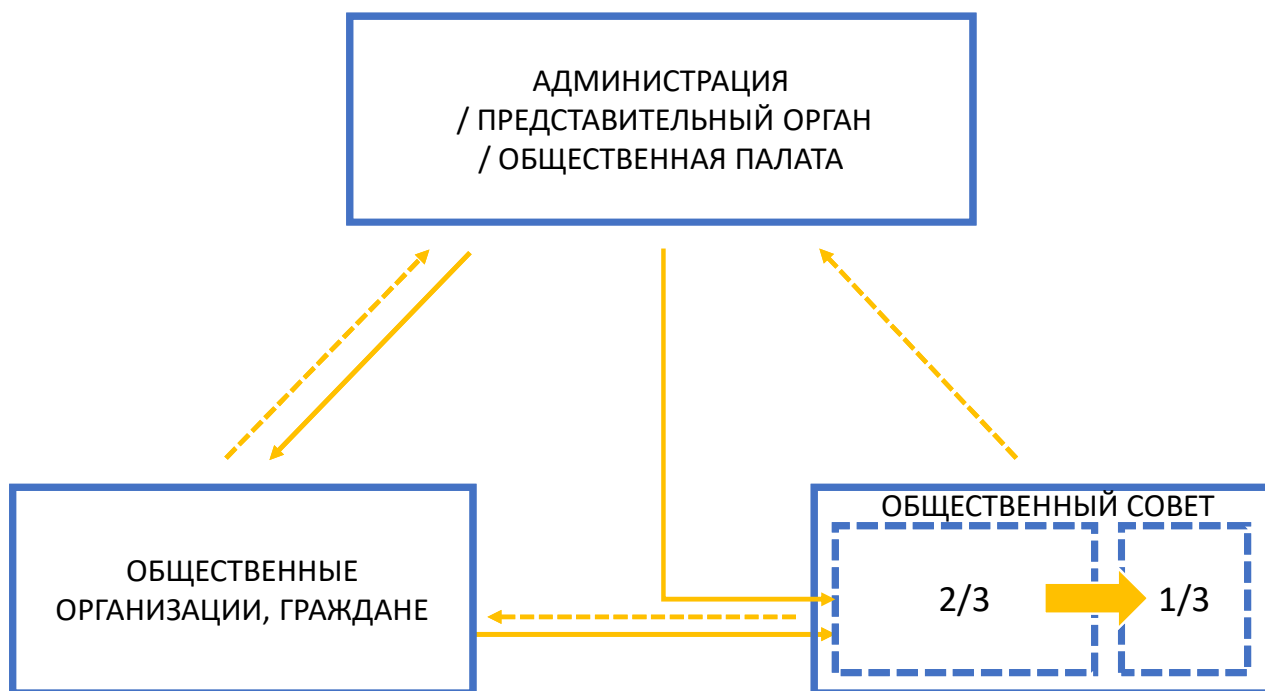 АДМИНИСТРАЦИЯ
/ ПРЕДСТАВИТЕЛЬНЫЙ ОРГАН
/ ОБЩЕСТВЕННАЯ ПАЛАТА
ОБЩЕСТВЕННЫЕ
ОРГАНИЗАЦИИ, ГРАЖДАНЕ
ОБЩЕСТВЕННЫЙ СОВЕТ
2/3
1/3